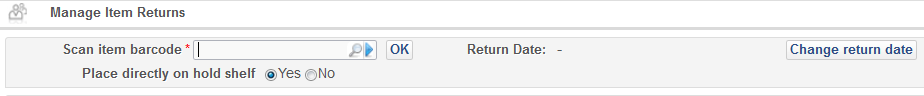 Manage Item Returns
Scan item barcode * OK Return Date: - Change return date
Place directly on hold shelf Yes No